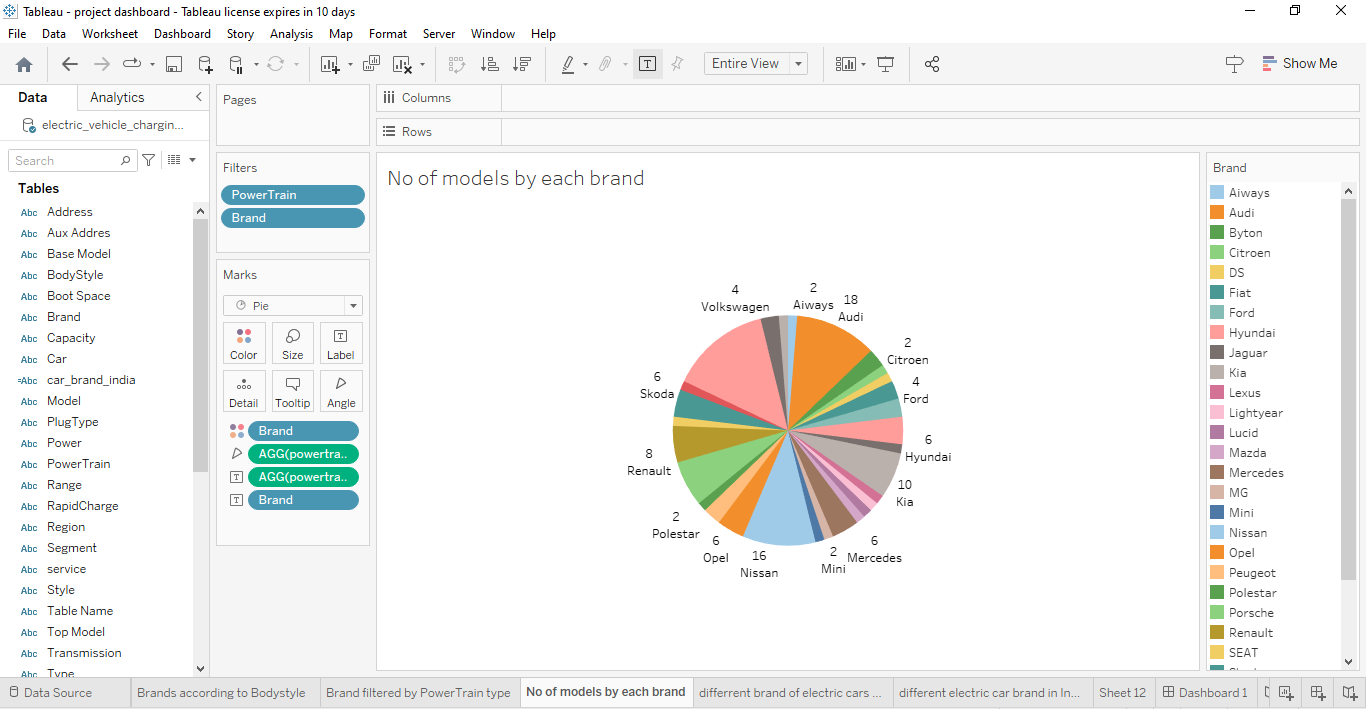 Tableau - project dashboard - Tableau license expires in 10 days
File Data Worksheet Dashboard Story Analysis Map Format Server Window Help
Entire View
Show Me
Data
Analytics
electric_vehicle_chargin...
Search
Tables
Abc Address
Abc Aux Addres
Abc Base Model
Abc BodyStyle
Abc Boot Space
Abc Brand
Abc Capacity
Abc Car
=Abc car_brand_india
Abc Model
Abc PlugType
Abc Power
Abc PowerTrain
Abc Range
Abc RapidCharge
Abc Region
Abc Segment
Abc service
Abc Style
Abc Table Name
Abc Top Model
Abc Transmission
Abc Type
Pages
Filters
PowerTrain
Brand
Marks
Pie
Color Size Label
Detail Tooltip Angle
Brand
AGG(powertra..
AGG(powertra..
Brand
Columns
Rows
No of models by each brand
4
Volkswagen
2
Aiways
18
Audi
2
Citroen
4
Ford
6
Hyundai
10
Kia
6
Mercedes
2
Mini
16
Nissan
6
Opel
2
Polestar
8
Renault
6
Skoda
Brand
Aiways
Audi
Byton
Citroen
DS
Fiat
Ford
Hyundai
Jaguar
Kia
Lexus
Lightyear
Lucid
Mazda
Mercedes
MG
Mini
Nissan
Opel
Peugeot
Polestar
Porsche
Renault
SEAT
Data Source
Brands according to Bodystyle
Brand filtered by PowerTrain type
No of models by each brand
differrent brand of electric cars ...
different electric car brand in In...
Sheet 12
Dashboard 1